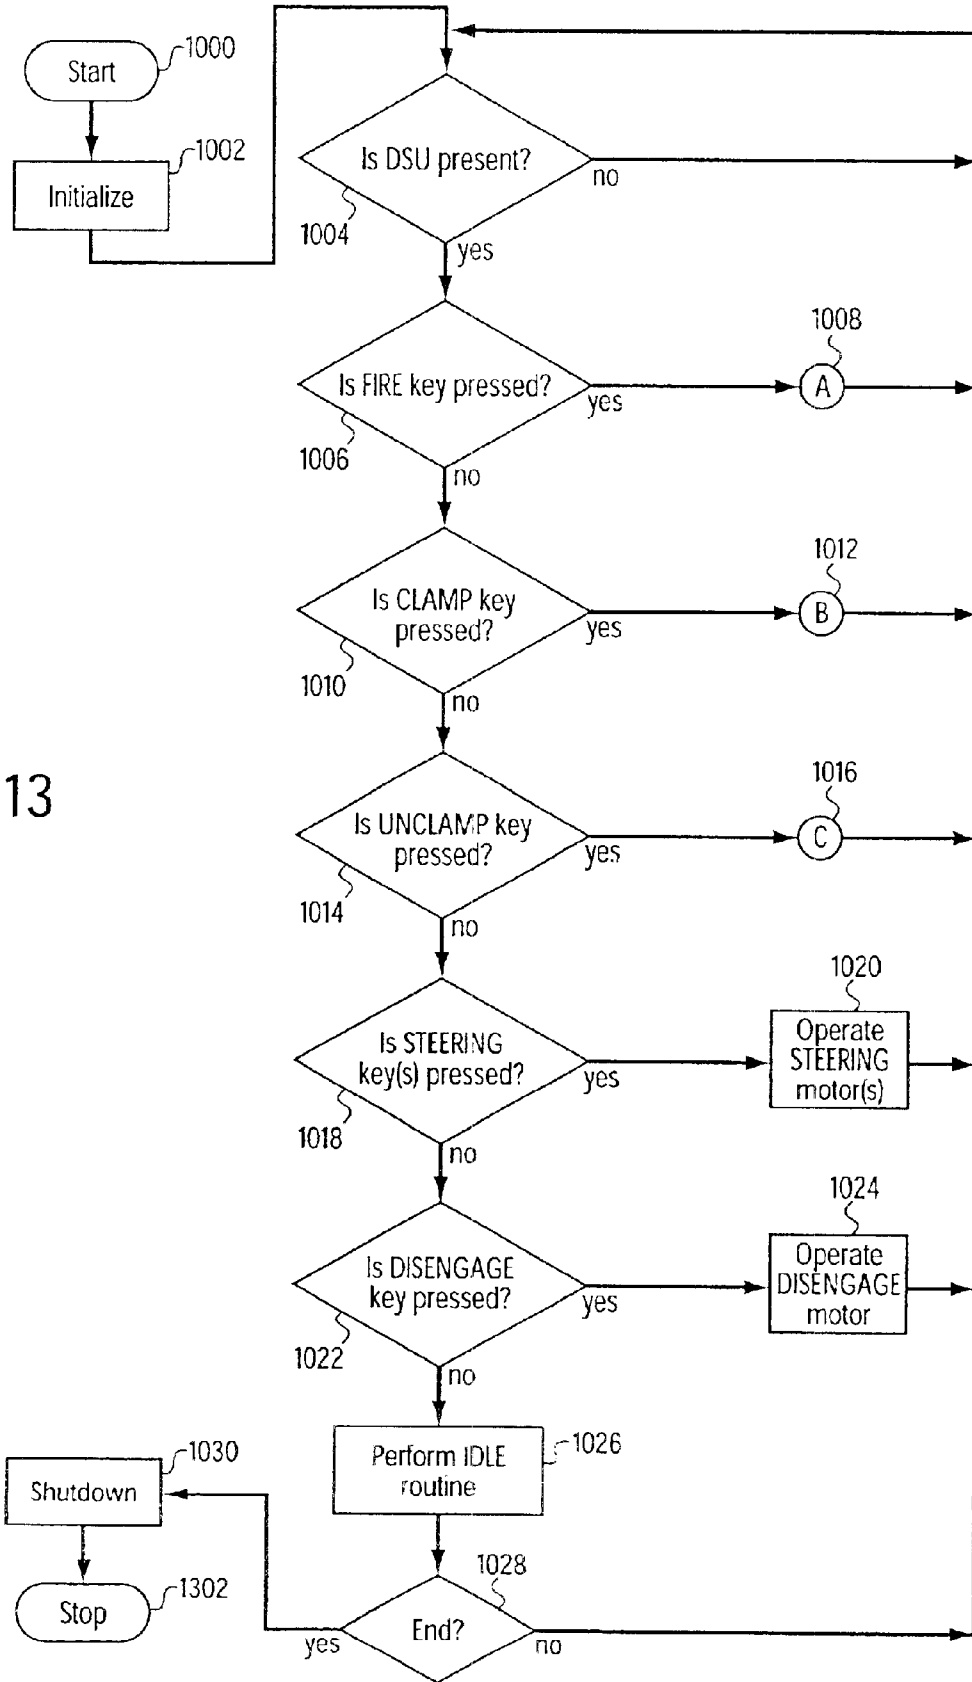 1000
Start
1002
Initialize
Is DSU present?
no
1004
yes
1008
Is FIRE key pressed?
yes
A
1006
no
1012
Is CLAMP key
pressed?
yes
B
1010
no
13
1016
Is UNCLAMP key
pressed?
yes
C
1014
no
1020
Is STEERING
key(s) pressed?
yes
Operate
STEERING
motor(s)
1018
no
1024
Is DISENGAGE
key pressed?
yes
Operate
DISENGAGE
motor
1022
no
Perform IDLE
routine
1026
1030
Shutdown
1028
1302
Stop
End?
yes
no